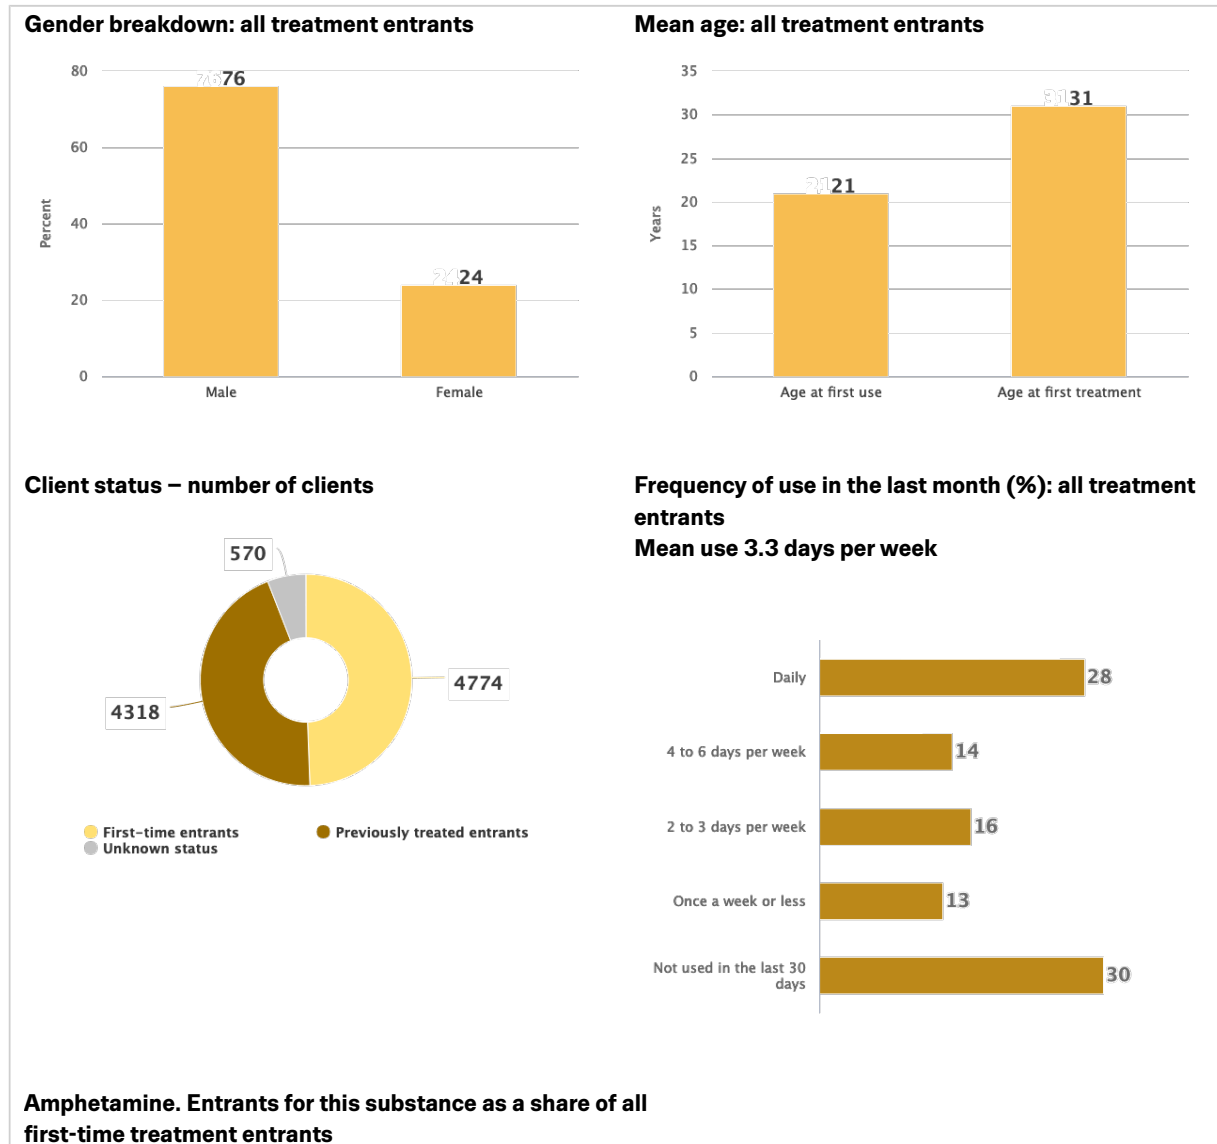 Gender breakdown: all treatment entrants
80
60
40
20
0
Percent
76
24
Male
Female
Mean age: all treatment entrants
35
30
25
20
15
10
5
0
Years
21
31
Age at first use
Age at first treatment
Client status – number of clients
570
4774
4318
First-time entrants
Previously treated entrants
Unknown status
Frequency of use in the last month (%): all treatment
entrants
Mean use 3.3 days per week
Daily
28
4 to 6 days per week
14
2 to 3 days per week
16
Once a week or less
13
Not used in the last 30
days
30
Amphetamine. Entrants for this substance as a share of all
first-time treatment entrants